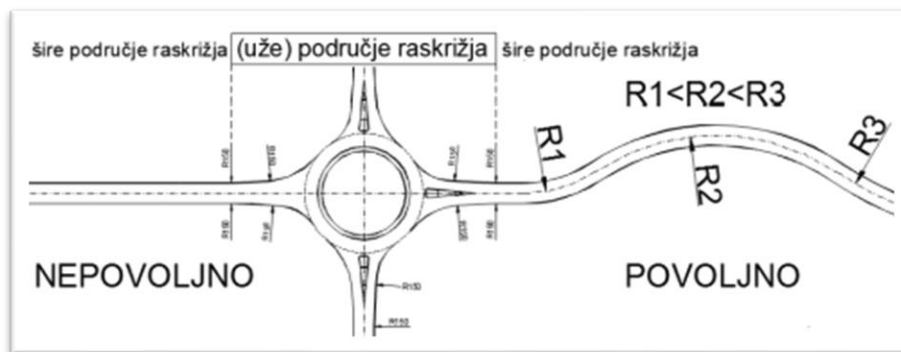 šire područje raskrižja (uže) područje raskrižja šire područje raskrižja
R1<R2<R3
R1
R2
R3
NEPOVOLJNO
POVOLJNO